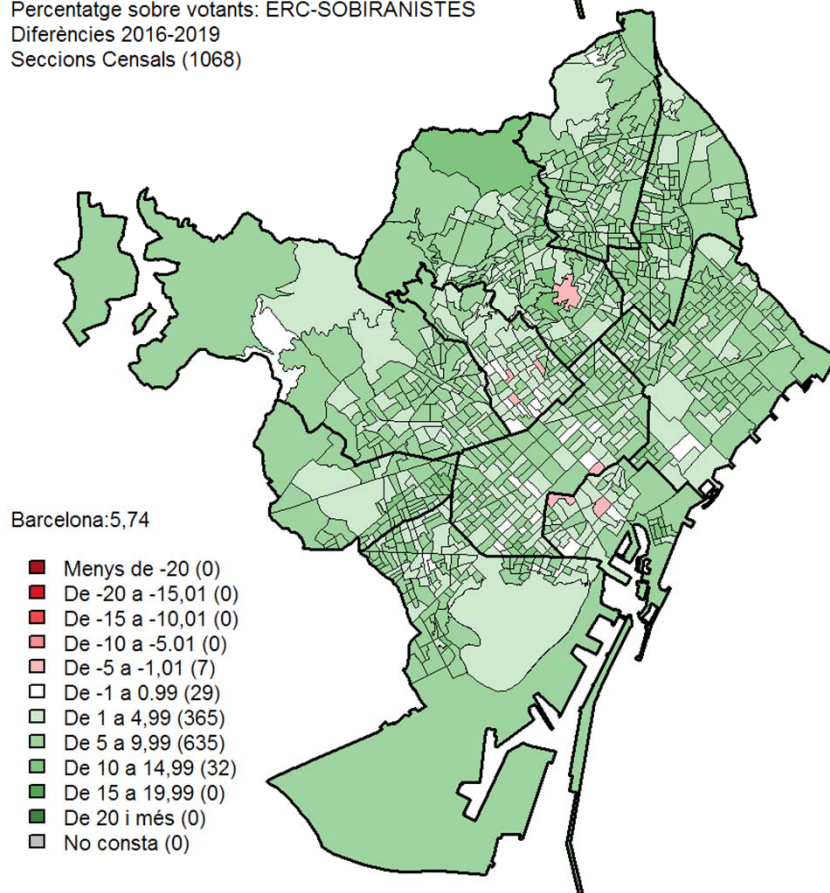 Percentatge sobre votants: ERC-SOBIRANISTES
Diferències 2016-2019
Seccions Censals (1068)
Barcelona:5,74
Menys de -20 (0)
De -20 a -15,01 (0)
De -15 a -10,01 (0)
De -10 a -5.01 (0)
De -5 a -1,01 (7)
De -1 a 0.99 (29)
De 1 a 4,99 (365)
De 5 a 9,99 (635)
De 10 a 14,99 (32)
De 15 a 19,99 (0)
De 20 i més (0)
No consta (0)